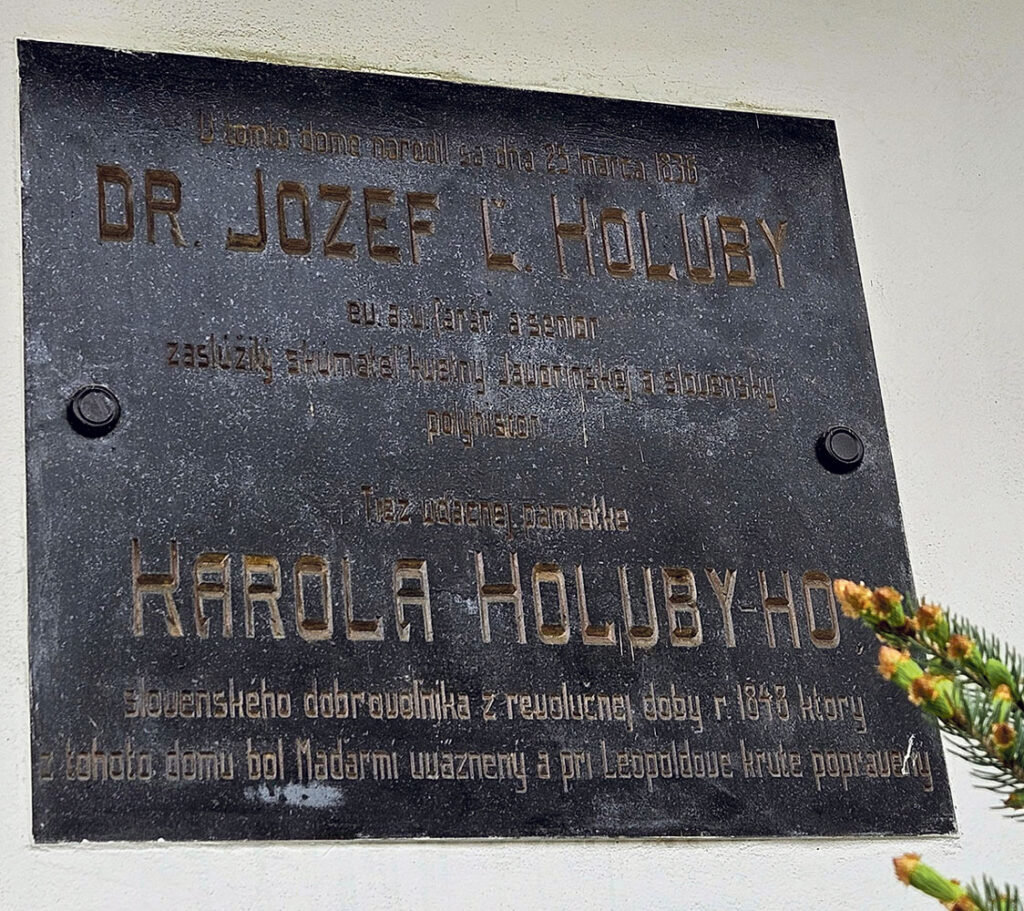 V tomto dome narodil sa dňa 25 marca 1836
DR. JOZEF L. HOLUBY
ev. a. v. farár a senior
zaslúžilý skúmateľ kveteny Javorinskej a slovenský
polyhistor
Tiež vďačnej pamiatke
KAROLA HOLUBY-HO
slovenského dobrovoľníka z revolučnej doby r. 1848 ktorý
z tohoto domu bol Maďarmi uväznený a pri Leopoldove kruto popravený